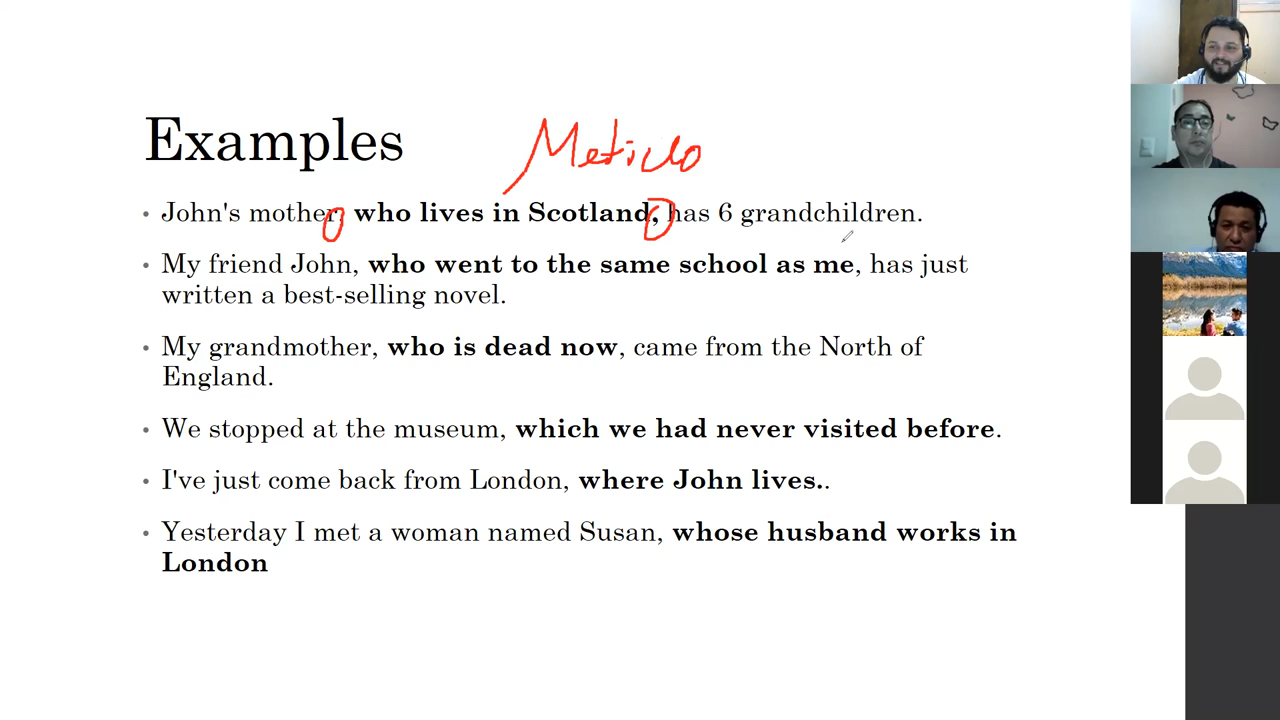 Examples
Meticlo
• John's mother, who lives in Scotland, has 6 grandchildren.
• My friend John, who went to the same school as me, has just
written a best-selling novel.
• My grandmother, who is dead now, came from the North of
England.
• We stopped at the museum, which we had never visited before.
• I've just come back from London, where John lives..
• Yesterday I met a woman named Susan, whose husband works in
London